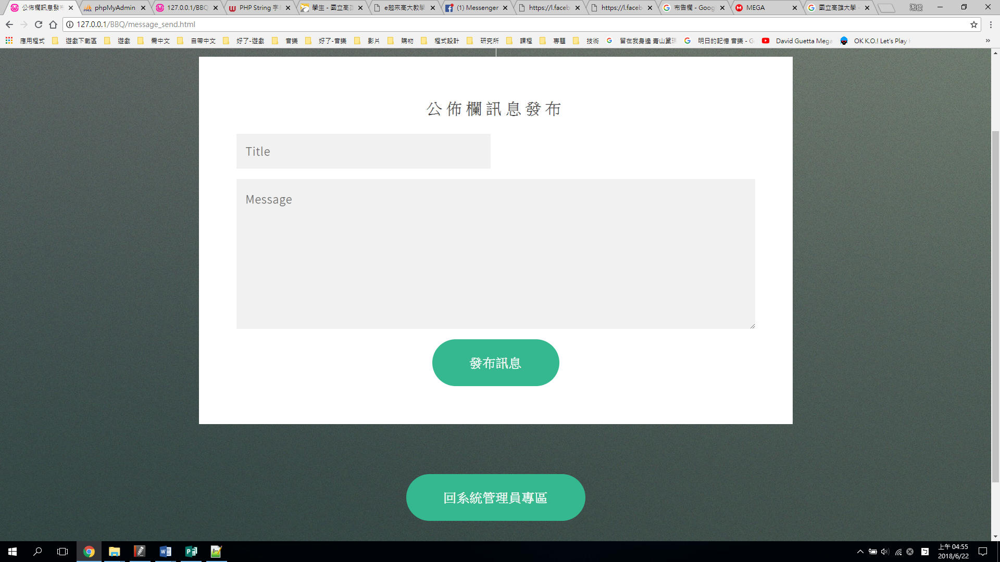 公佈欄訊息發布
phpMyAdmin
127.0.0.1/BBQ
PHP String 字
學生 - 國立高
e起來高大教學
(1) Messenger
https://l.faceb
https://l.faceb
布告欄 - Goog
MEGA
國立高雄大學 -
湘俊
127.0.0.1/BBQ/message_send.html
應用程式 遊戲下載區 遊戲 需中文 自帶中文 好了-遊戲 音樂 好了-音樂 影片 購物 程式設計 研究所 課程 專題 技術 留在我身邊 青山黛 明日的記憶 音樂 - G David Guetta Mega OK K.O.! Let's Play
公佈欄訊息發布
Title
Message
發布訊息
回系統管理員專區
上午 04:55
2018/6/22